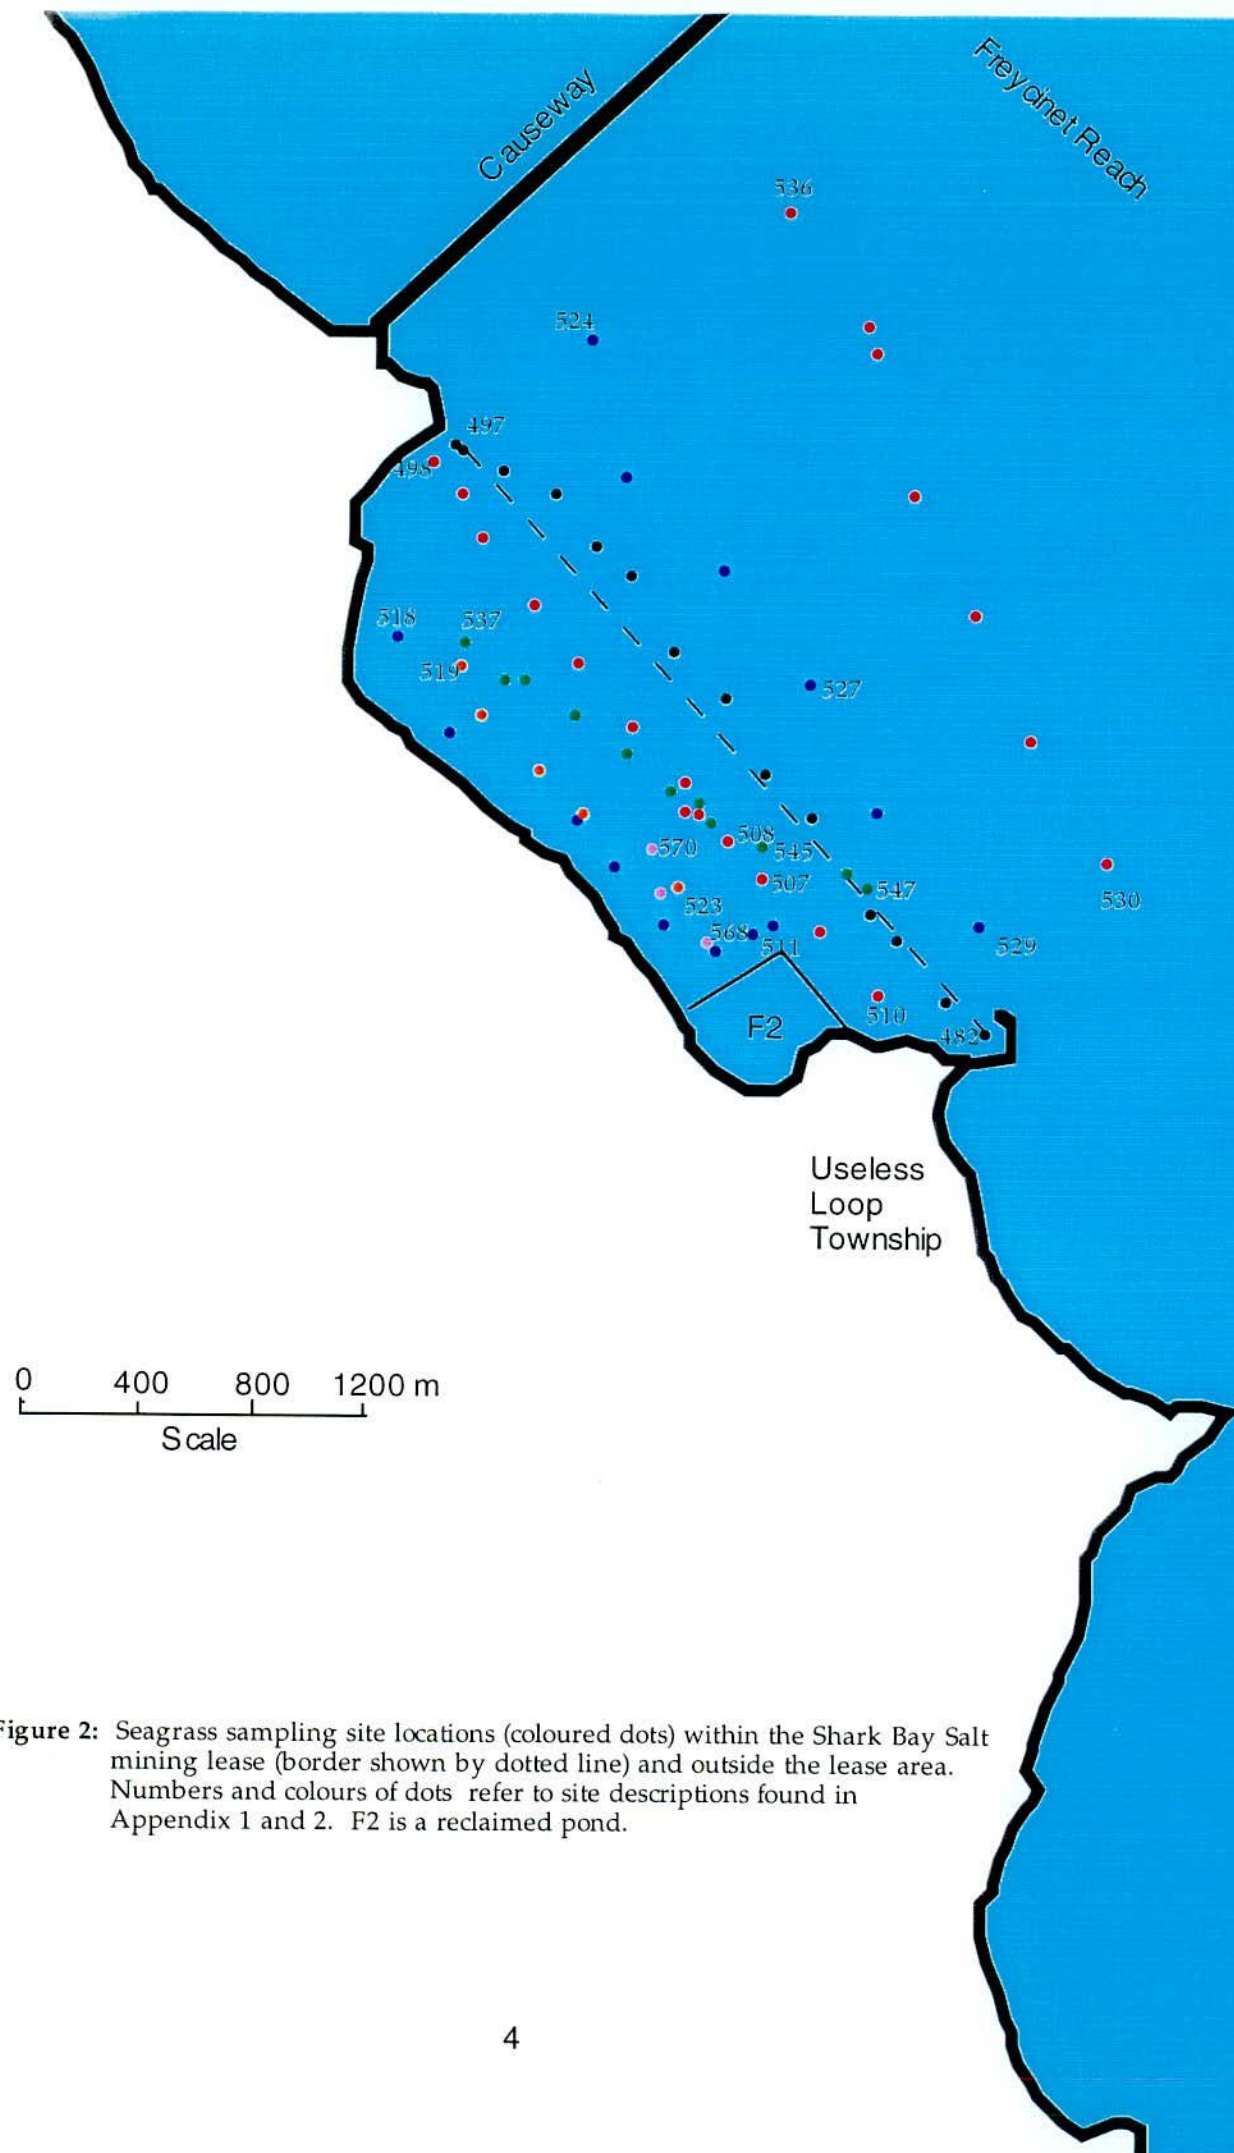 Causeway
Freycinet Reach
536
524
497
498
518
537
519
527
508
570
545
507
547
523
530
568
511
529
510
F2
482
Useless
Loop
Township
0 400 800 1200 m
Scale
Figure 2: Seagrass sampling site locations (coloured dots) within the Shark Bay Salt
mining lease (border shown by dotted line) and outside the lease area.
Numbers and colours of dots refer to site descriptions found in
Appendix 1 and 2. F2 is a reclaimed pond.
4